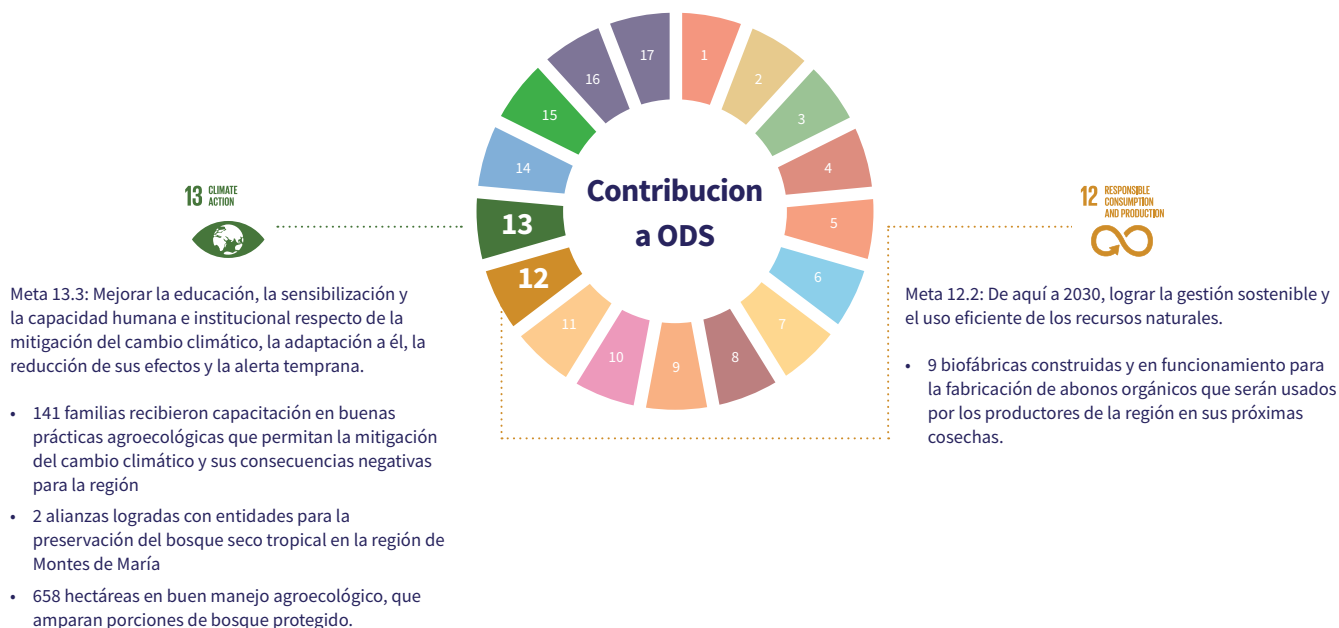 17
1
16
2
15
3
14
4
13
5
12
6
11
7
10
9
8
Contribucion
a ODS
13 CLIMATE
ACTION
Meta 13.3: Mejorar la educación, la sensibilización y
la capacidad humana e institucional respecto de la
mitigación del cambio climático, la adaptación a él, la
reducción de sus efectos y la alerta temprana.
• 141 familias recibieron capacitación en buenas
prácticas agroecológicas que permitan la mitigación
del cambio climático y sus consecuencias negativas
para la región
• 2 alianzas logradas con entidades para la
preservación del bosque seco tropical en la región de
Montes de María
• 658 hectáreas en buen manejo agroecológico, que
amparan porciones de bosque protegido.
12 RESPONSIBLE
CONSUMPTION
AND PRODUCTION
Meta 12.2: De aquí a 2030, lograr la gestión sostenible y
el uso eficiente de los recursos naturales.
• 9 biofábricas construidas y en funcionamiento para
la fabricación de abonos orgánicos que serán usados
por los productores de la región en sus próximas
cosechas.